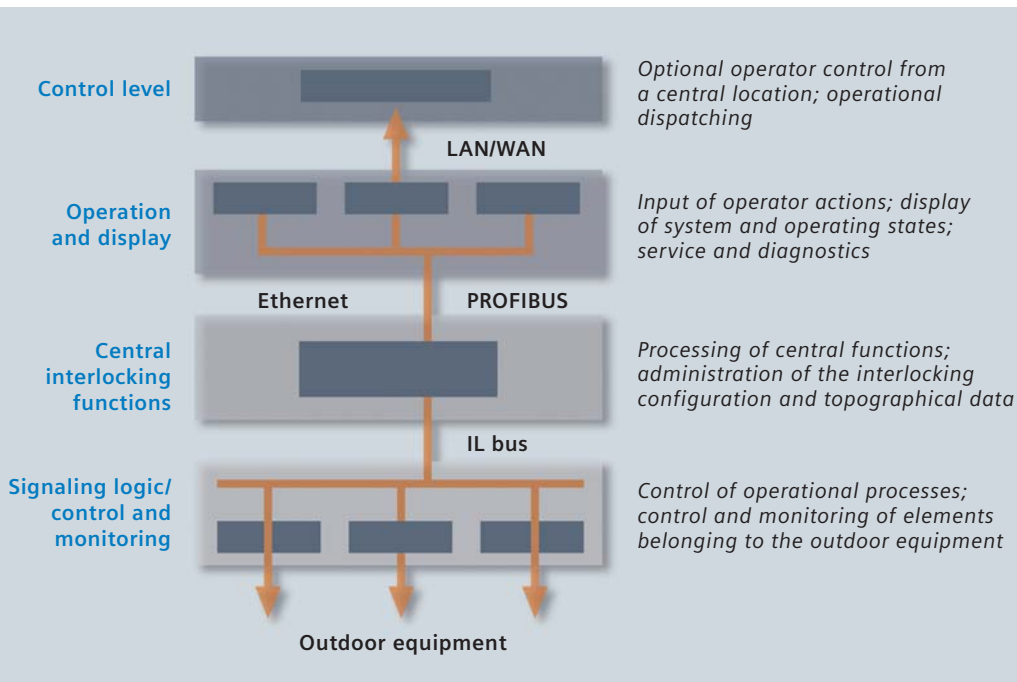 Control level
Optional operator control from
a central location; operational
dispatching
LAN/WAN
Operation
and display
Input of operator actions; display
of system and operating states;
service and diagnostics
Ethernet
PROFIBUS
Central
interlocking
functions
Processing of central functions;
administration of the interlocking
configuration and topographical data
IL bus
Signaling logic/
control and
monitoring
Control of operational processes;
control and monitoring of elements
belonging to the outdoor equipment
Outdoor equipment